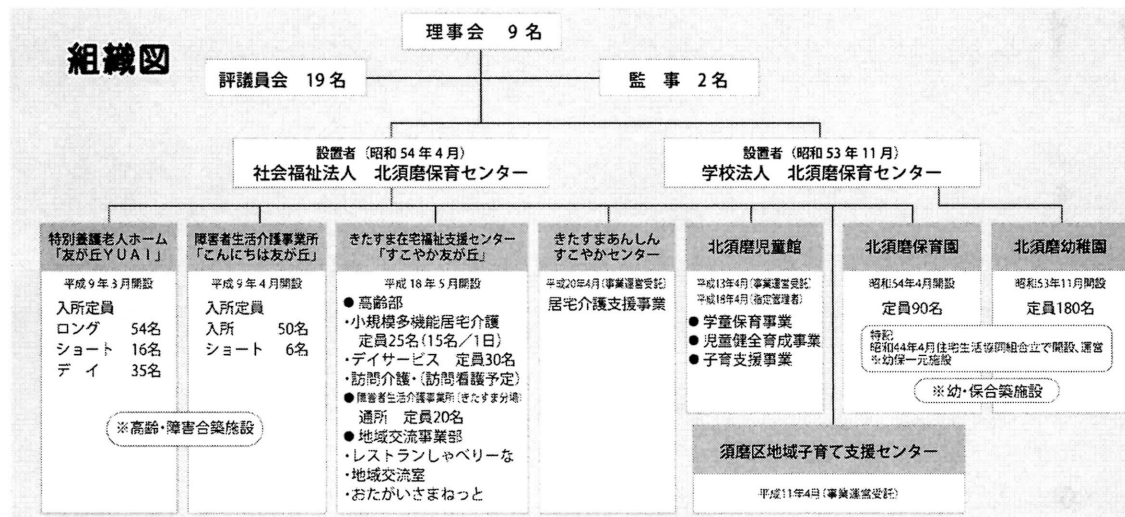 組織図
理事会 9名
評議員会 19名
監 事 2名
設置者（昭和54年4月）
社会福祉法人 北須磨保育センター
設置者（昭和53年11月）
学校法人 北須磨保育センター
特別養護老人ホーム
「友が丘YUAI」
平成9年3月開設
入所定員
ロング 54名
ショート 16名
デ イ 35名
障害者生活介護事業所
「こんにちは友が丘」
平成9年4月開設
入所定員
入所 50名
ショート 6名
※高齢・障害合築施設
きたすま在宅福祉支援センター
「すこやか友が丘」
平成18年5月開設
● 高齢部
・小規模多機能居宅介護
定員25名(15名／1日)
・デイサービス 定員30名
・訪問介護・(訪問看護予定)
● 障害者生活介護事業所(きたすま分場)
通所 定員20名
● 地域交流事業部
・レストランしゃべりーな
・地域交流室
・おたがいさまねっと
きたすまあんしん
すこやかセンター
平成20年4月(事業運営受託)
居宅介護支援事業
北須磨児童館
平成13年4月(事業運営受託)
平成18年4月(指定管理者)
● 学童保育事業
● 児童健全育成事業
● 子育支援事業
北須磨保育園
昭和54年4月開設
定員90名
北須磨幼稚園
昭和53年11月開設
定員180名
特記
昭和44年4月住宅生活協同組合立で開設、運営
※幼保一元施設
※幼・保合築施設
須磨区地域子育て支援センター
平成11年4月(事業運営受託)